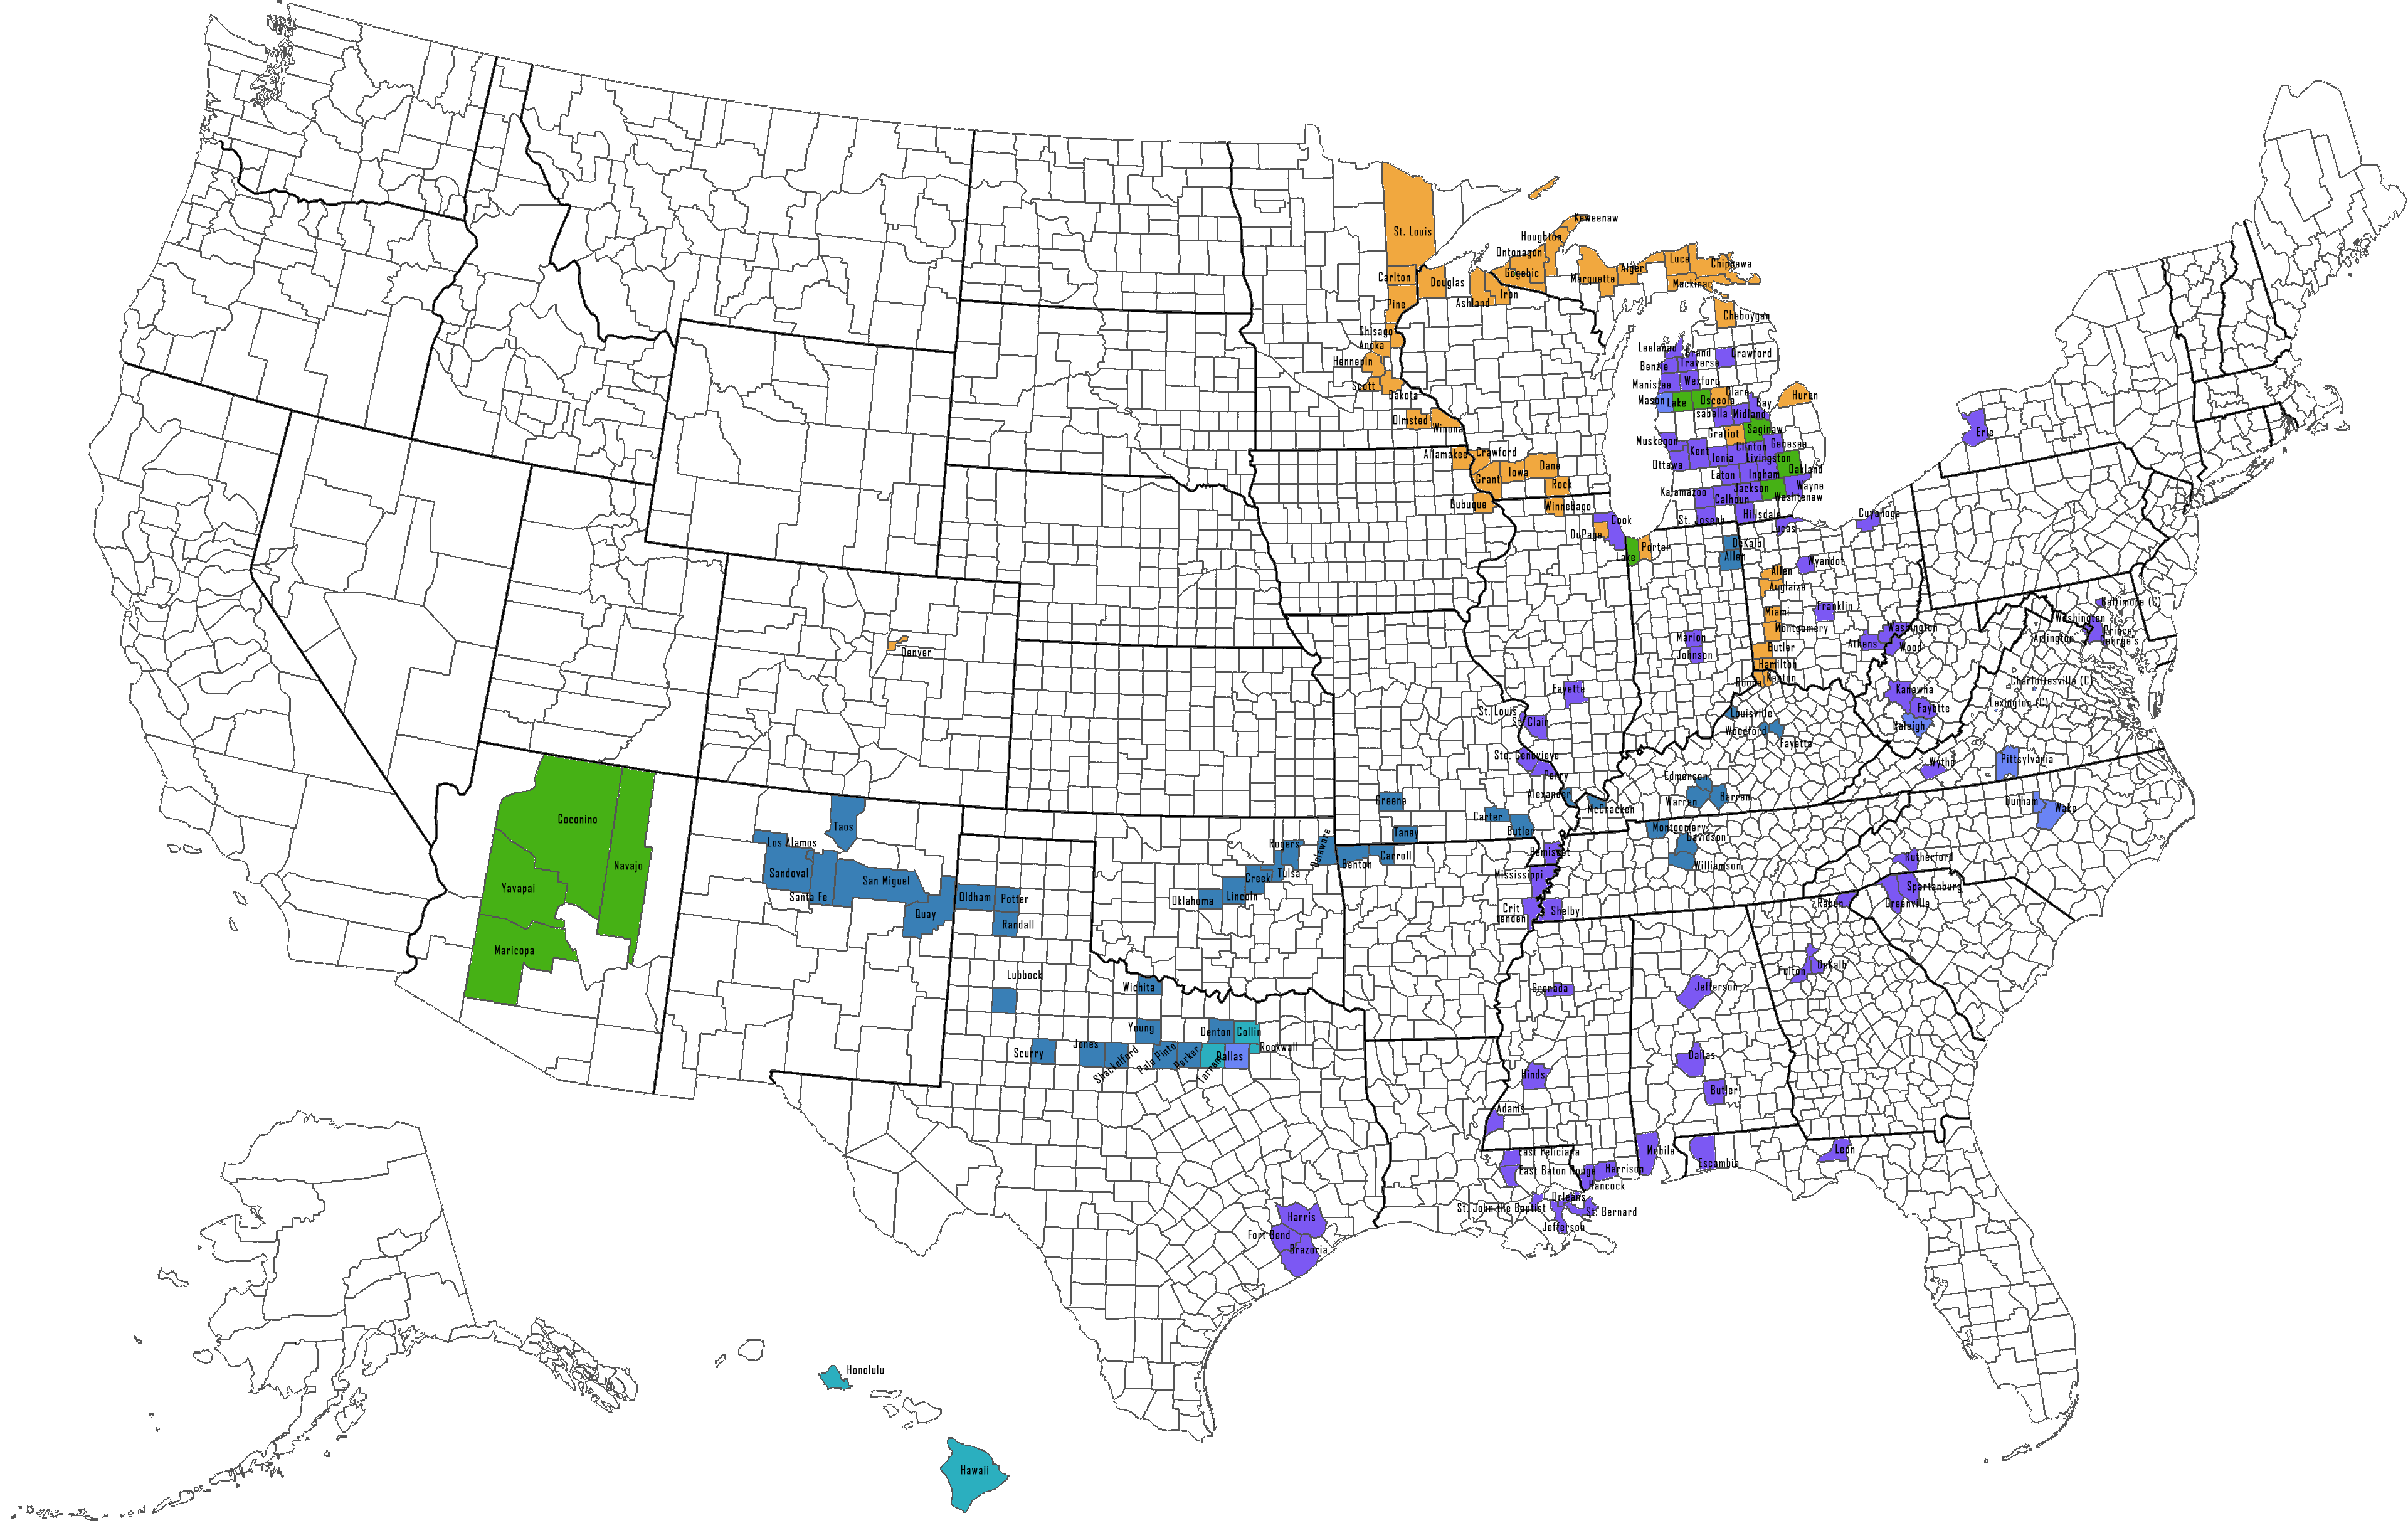 Keweenaw
Houghton
St. Louis
Ontonagon
Luce
Chippewa
Alger
Gogebic
Carlton
Marquette
Douglas
Mackinac
Iron
Ashland
Pine
Cheboygan
Chisago
Anoka
Leelanau
Grand
Traverse
Crawford
Hennepin
Benzie
Scott
Manistee
Wexford
Dakota
Clare
Huron
Mason
Lake
Osceola
Bay
Isabella
Midland
Olmsted
Winona
Saginaw
Gratiot
Erie
Muskegon
Genesee
Clinton
Kent
Allamakee
Crawford
Ionia
Livingston
Ottawa
Dane
Iowa
Oakland
Eaton
Ingham
Grant
Rock
Jackson
Wayne
Kalamazoo
Calhoun
Washtenaw
Dubuque
Winnebago
Hillsdale
Cuyahoga
St. Joseph
Cook
Lucas
DuPage
DeKalb
Porter
Lake
Allen
Wyandot
Allen
Auglaize
Baltimore (C)
Franklin
Miami
Washington
Montgomery
Washington
Prince
George's
Arlington
Marion
Athens
Wood
Butler
Denver
Johnson
Hamilton
Kenton
Boone
Charlottesville (C)
Fayette
Kanawha
Lexington (C)
Fayette
St. Louis
Louisville
St. Clair
Raleigh
Woodford
Fayette
Ste. Genevieve
Pittsylvania
Wythe
Perry
Edmonson
Alexander
Barren
Greene
Warren
Durham
Wake
McCracken
Coconino
Carter
Taos
Montgomery
Butler
Taney
Davidson
Los Alamos
Rogers
Delaware
Pemiscot
Carroll
Rutherford
Benton
Navajo
Williamson
Sandoval
Tulsa
Mississippi
Creek
San Miguel
Yavapai
Spartanburg
Santa Fe
Oldham
Potter
Lincoln
Oklahoma
Greenville
Rabun
Crit
tenden
Shelby
Quay
Randall
Maricopa
DeKalb
Fulton
Lubbock
Wichita
Grenada
Jefferson
Young
Denton
Collin
Jones
Rockwall
Scurry
Shackelford
Palo Pinto
Parker
Tarrant
Dallas
Dallas
Hinds
Butler
Adams
Mobile
Leon
East Feliciana
Escambia
East Baton Rouge
Harrison
Hancock
Orleans
St. John the Baptist
St. Bernard
Harris
Jefferson
Fort Bend
Brazoria
Honolulu
Hawaii